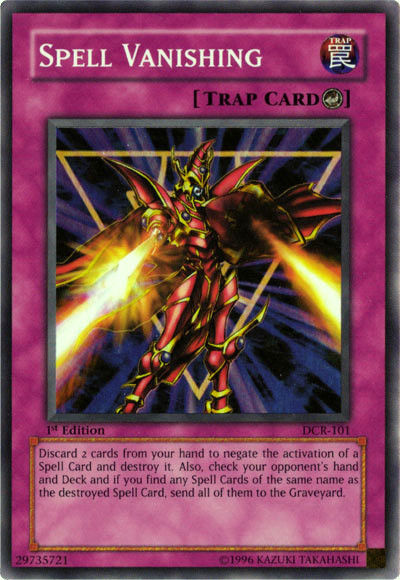 SPELL VANISHING
TRAP
罠
[TRAP CARD]
1st Edition
DCR-101
Discard 2 cards from your hand to negate the activation of a
Spell Card and destroy it. Also, check your opponent's hand
and Deck and if you find any Spell Cards of the same name as
the destroyed Spell Card, send all of them to the Graveyard.
29735721
©1996 KAZUKI TAKAHASHI